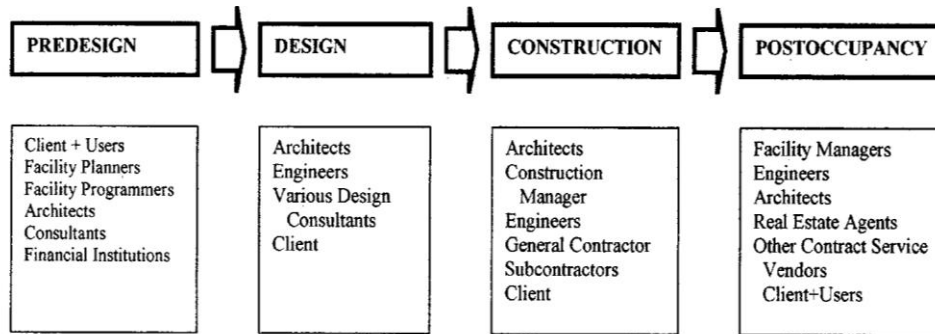 PREDESIGN
DESIGN
CONSTRUCTION
POSTOCCUPANCY
Client + Users
Facility Planners
Facility Programmers
Architects
Consultants
Financial Institutions
Architects
Engineers
Various Design
Consultants
Client
Architects
Construction
Manager
Engineers
General Contractor
Subcontractors
Client
Facility Managers
Engineers
Architects
Real Estate Agents
Other Contract Service
Vendors
Client+Users